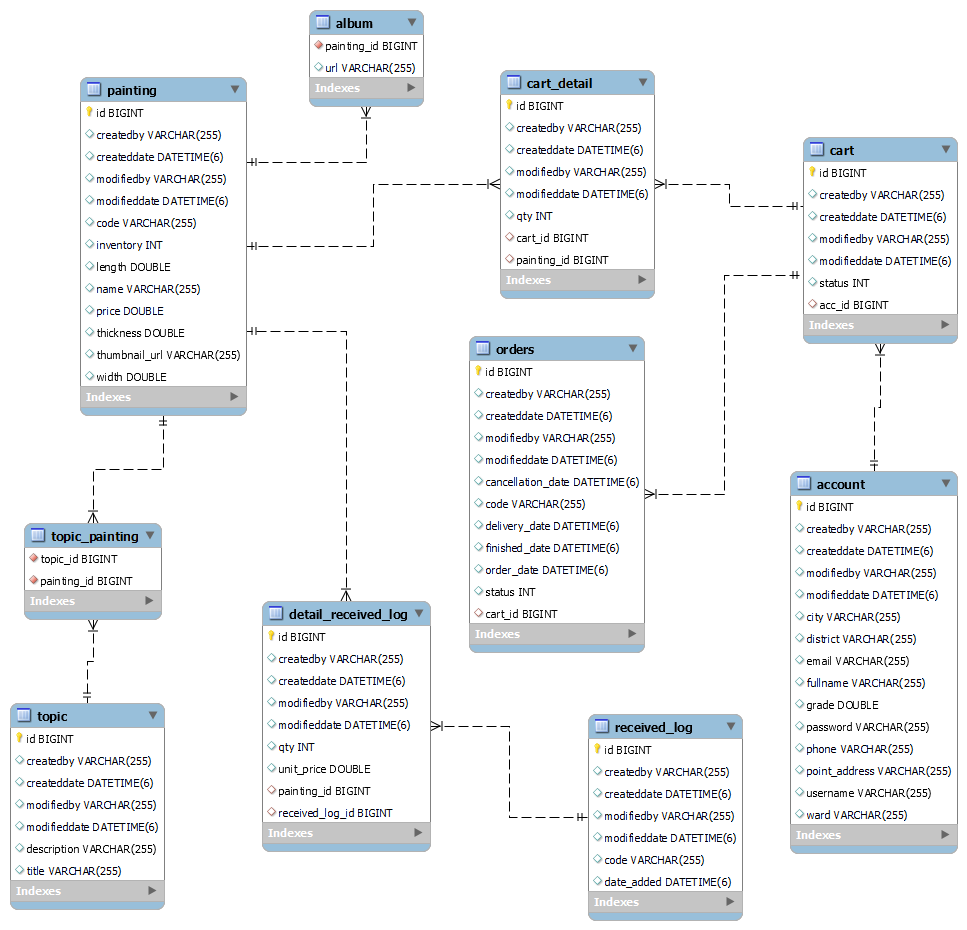 album
painting_id BIGINT
url VARCHAR(255)
Indexes
painting
id BIGINT
createdby VARCHAR(255)
createddate DATETIME(6)
modifiedby VARCHAR(255)
modifieddate DATETIME(6)
code VARCHAR(255)
inventory INT
length DOUBLE
name VARCHAR(255)
price DOUBLE
thickness DOUBLE
thumbnail_url VARCHAR(255)
width DOUBLE
Indexes
cart_detail
id BIGINT
createdby VARCHAR(255)
createddate DATETIME(6)
modifiedby VARCHAR(255)
modifieddate DATETIME(6)
qty INT
cart_id BIGINT
painting_id BIGINT
Indexes
cart
id BIGINT
createdby VARCHAR(255)
createddate DATETIME(6)
modifiedby VARCHAR(255)
modifieddate DATETIME(6)
status INT
acc_id BIGINT
Indexes
orders
id BIGINT
createdby VARCHAR(255)
createddate DATETIME(6)
modifiedby VARCHAR(255)
modifieddate DATETIME(6)
cancellation_date DATETIME(6)
code VARCHAR(255)
delivery_date DATETIME(6)
finished_date DATETIME(6)
order_date DATETIME(6)
status INT
cart_id BIGINT
Indexes
account
id BIGINT
createdby VARCHAR(255)
createddate DATETIME(6)
modifiedby VARCHAR(255)
modifieddate DATETIME(6)
city VARCHAR(255)
district VARCHAR(255)
email VARCHAR(255)
fullname VARCHAR(255)
grade DOUBLE
password VARCHAR(255)
phone VARCHAR(255)
point_address VARCHAR(255)
username VARCHAR(255)
ward VARCHAR(255)
Indexes
topic_painting
topic_id BIGINT
painting_id BIGINT
Indexes
detail_received_log
id BIGINT
createdby VARCHAR(255)
createddate DATETIME(6)
modifiedby VARCHAR(255)
modifieddate DATETIME(6)
qty INT
unit_price DOUBLE
painting_id BIGINT
received_log_id BIGINT
Indexes
topic
id BIGINT
createdby VARCHAR(255)
createddate DATETIME(6)
modifiedby VARCHAR(255)
modifieddate DATETIME(6)
description VARCHAR(255)
title VARCHAR(255)
Indexes
received_log
id BIGINT
createdby VARCHAR(255)
createddate DATETIME(6)
modifiedby VARCHAR(255)
modifieddate DATETIME(6)
code VARCHAR(255)
date_added DATETIME(6)
Indexes